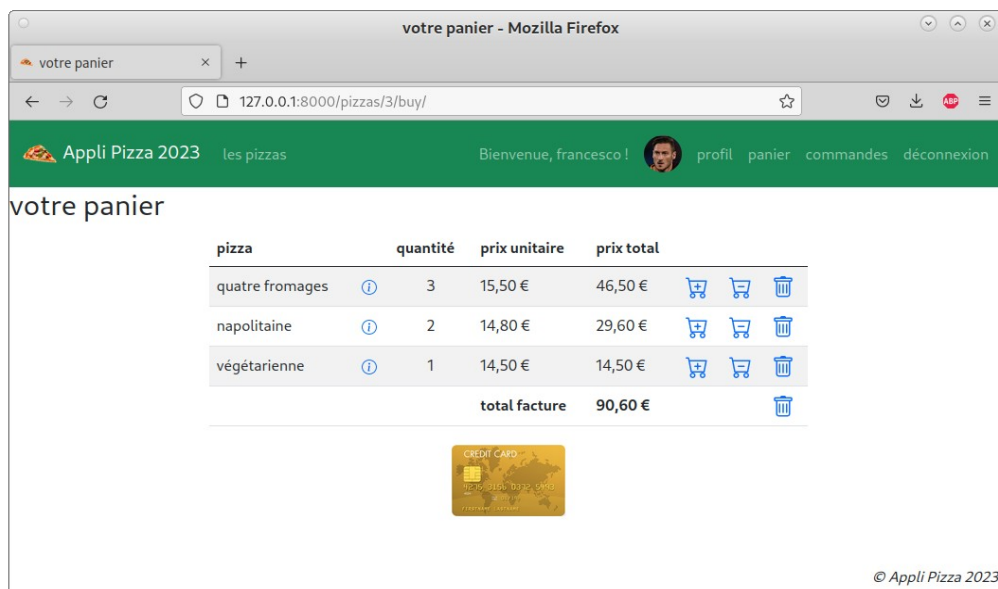 votre panier - Mozilla Firefox
votre panier
127.0.0.1:8000/pizzas/3/buy/
ABP
Appli Pizza 2023 les pizzas Bienvenue, francesco ! profil panier commandes déconnexion
votre panier
pizza quantité prix unitaire prix total
quatre fromages 3 15,50 € 46,50 €
napolitaine 2 14,80 € 29,60 €
végétarienne 1 14,50 € 14,50 €
total facture 90,60 €
CREDIT CARD
© Appli Pizza 2023